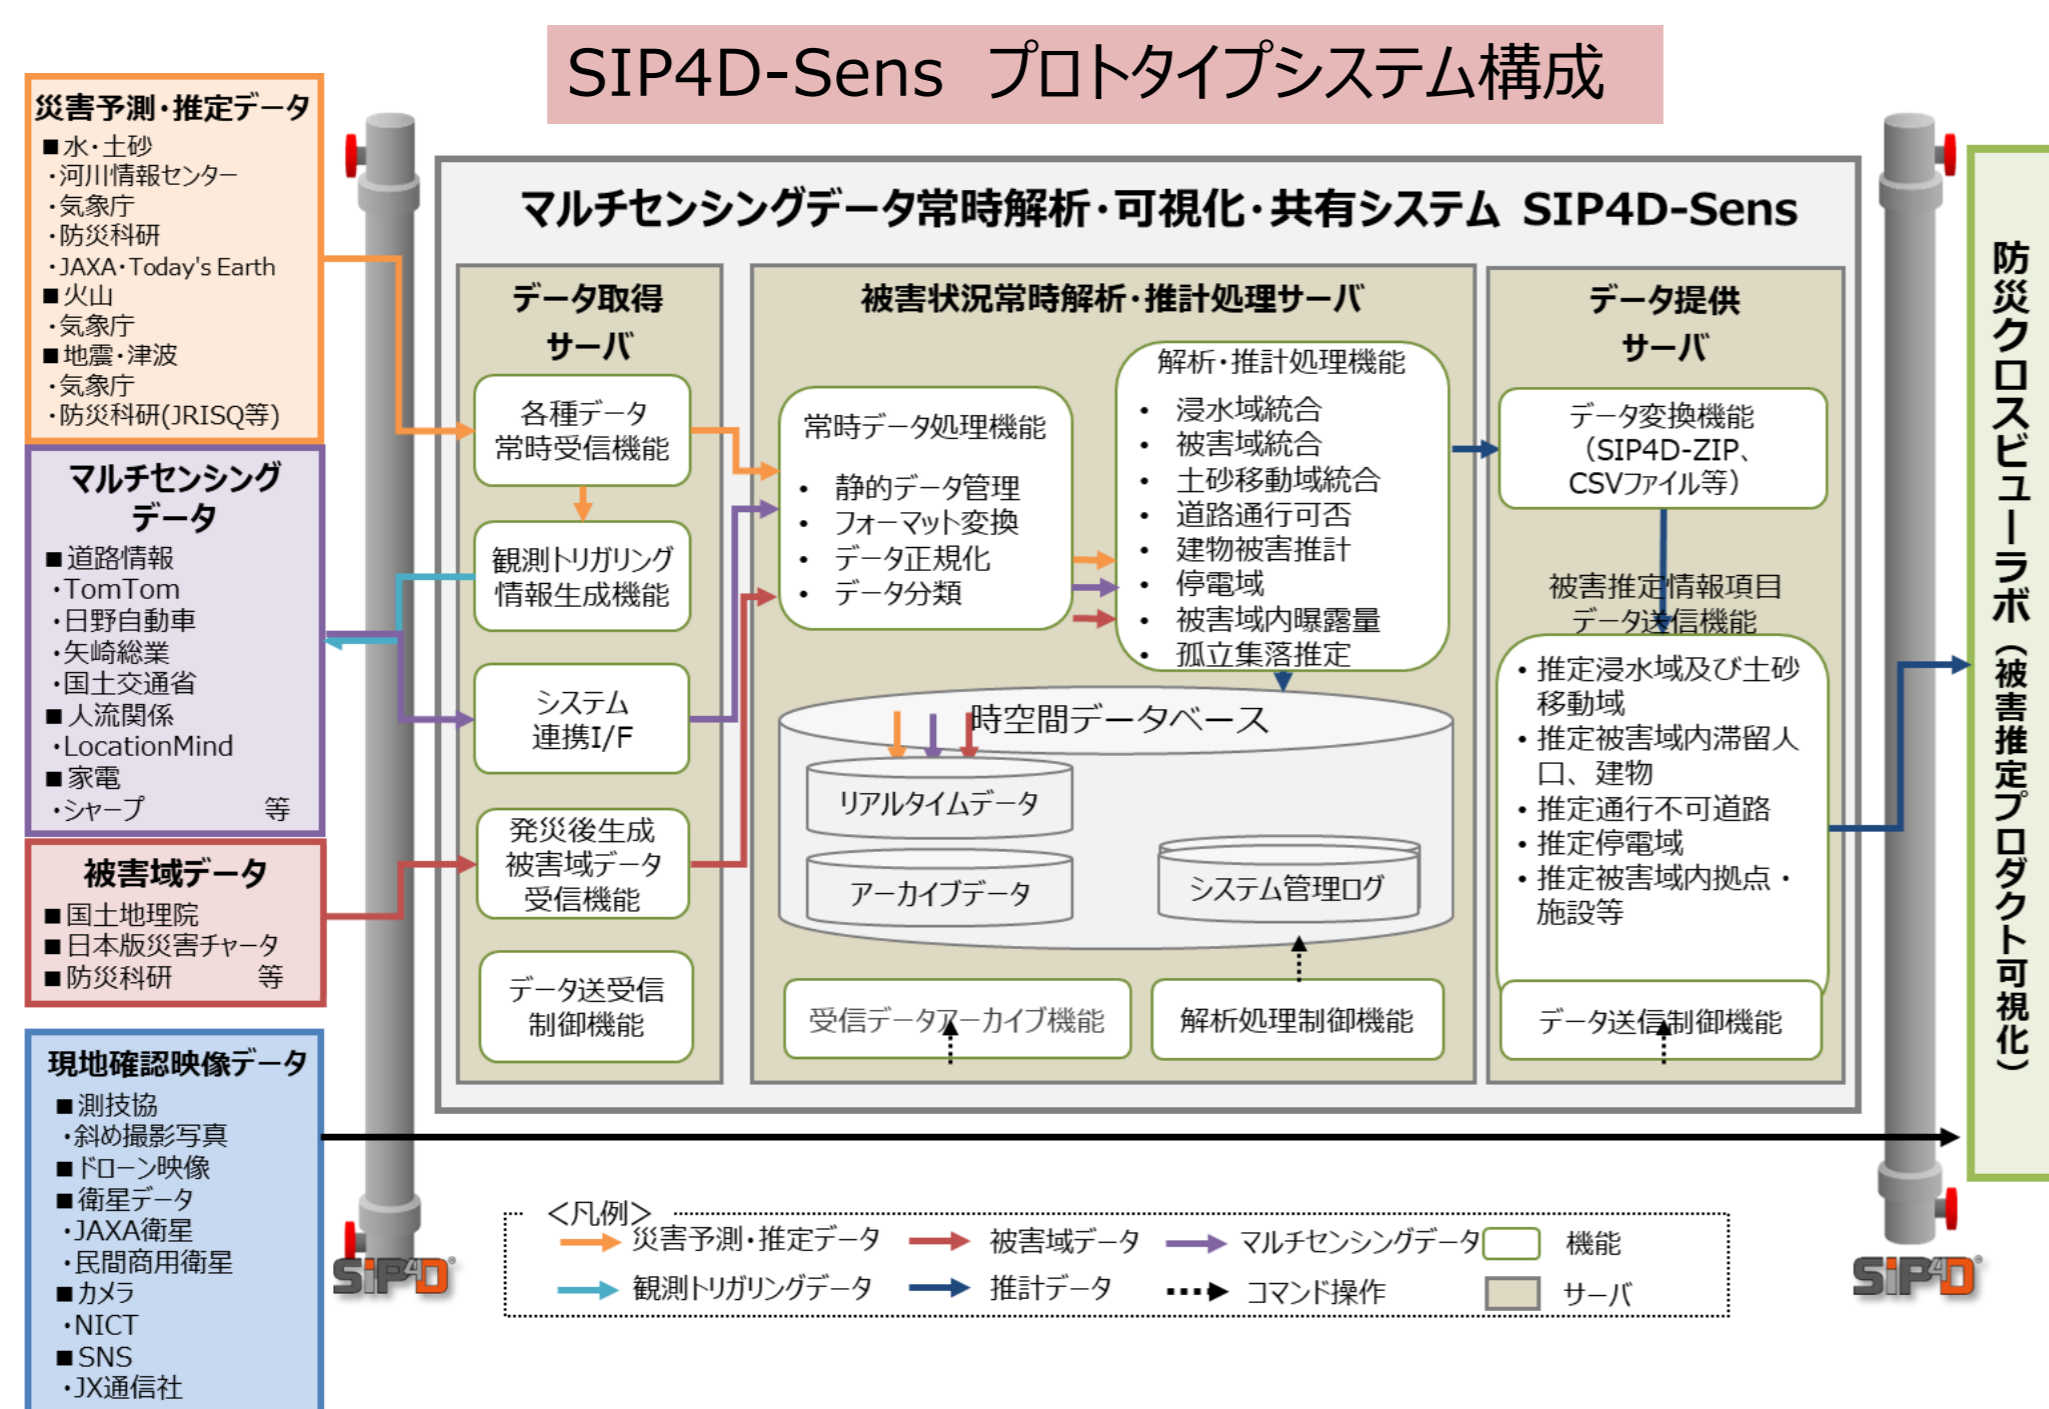 SIP4D-Sens プロトタイプシステム構成
災害予測・推定データ
■水・土砂
・河川情報センター
・気象庁
・防災科研
・JAXA・Today's Earth
■火山
・気象庁
■地震・津波
・気象庁
・防災科研(JRISQ等)
マルチセンシング
データ
■道路情報
・TomTom
・日野自動車
・矢崎総業
・国土交通省
■人流関係
・LocationMind
■家電
・シャープ 等
被害域データ
■国土地理院
■日本版災害チャータ
■防災科研 等
現地確認映像データ
■測技協
・斜め撮影写真
■ドローン映像
■衛星データ
・JAXA衛星
・民間商用衛星
■カメラ
・NICT
■SNS
・JX通信社
SIP4D®
マルチセンシングデータ常時解析・可視化・共有システム SIP4D-Sens
データ取得
サーバ
各種データ
常時受信機能
観測トリガリング
情報生成機能
システム
連携I/F
発災後生成
被害域データ
受信機能
データ送受信
制御機能
被害状況常時解析・推計処理サーバ
常時データ処理機能
• 静的データ管理
• フォーマット変換
• データ正規化
• データ分類
解析・推計処理機能
• 浸水域統合
• 被害域統合
• 土砂移動域統合
• 道路通行可否
• 建物被害推計
• 停電域
• 被害域内曝露量
• 孤立集落推定
時空間データベース
リアルタイムデータ
アーカイブデータ
システム管理ログ
受信データアーカイブ機能
解析処理制御機能
データ提供
サーバ
データ変換機能
（SIP4D-ZIP、
CSVファイル等）
被害推定情報項目
データ送信機能
• 推定浸水域及び土砂
移動域
• 推定被害域内滞留人
口、建物
• 推定通行不可道路
• 推定停電域
• 推定被害域内拠点・
施設等
データ送信制御機能
防災クロスビューラボ（被害推定プロダクト可視化）
SIP4D®
＜凡例＞
災害予測・推定データ
被害域データ
マルチセンシングデータ
機能
観測トリガリングデータ
推計データ
コマンド操作
サーバ